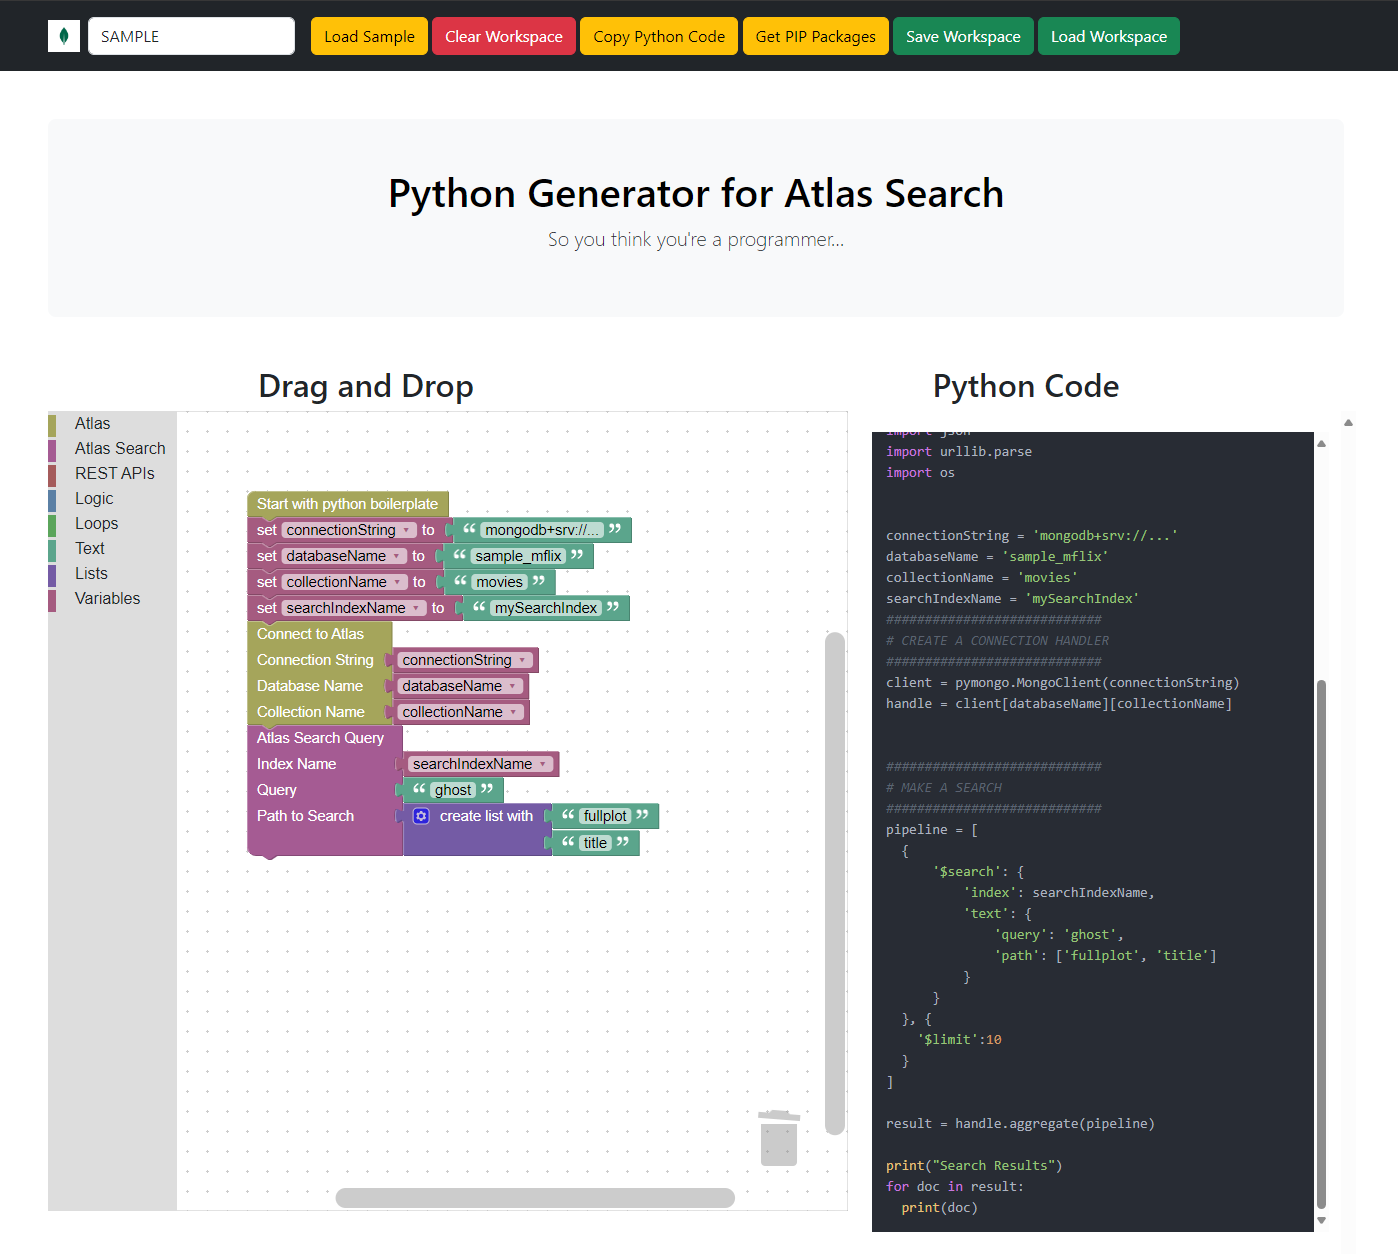 SAMPLE
Load Sample
Clear Workspace
Copy Python Code
Get PIP Packages
Save Workspace
Load Workspace
Python Generator for Atlas Search
So you think you're a programmer...
Drag and Drop
Atlas
Atlas Search
REST APIs
Logic
Loops
Text
Lists
Variables
Start with python boilerplate
set connectionString to “ mongodb+srv://... ”
set databaseName to “ sample_mflix ”
set collectionName to “ movies ”
set searchIndexName to “ mySearchIndex ”
Connect to Atlas
Connection String connectionString
Database Name databaseName
Collection Name collectionName
Atlas Search Query
Index Name searchIndexName
Query “ ghost ”
Path to Search create list with “ fullplot ”
“ title ”
Python Code
import json
import urllib.parse
import os
connectionString = 'mongodb+srv://...'
databaseName = 'sample_mflix'
collectionName = 'movies'
searchIndexName = 'mySearchIndex'
############################
# CREATE A CONNECTION HANDLER
############################
client = pymongo.MongoClient(connectionString)
handle = client[databaseName][collectionName]
############################
# MAKE A SEARCH
############################
pipeline = [
  {
      '$search': {
          'index': searchIndexName,
          'text': {
              'query': 'ghost',
              'path': ['fullplot', 'title']
          }
      }
  }, {
    '$limit':10
  }
]
result = handle.aggregate(pipeline)
print("Search Results")
for doc in result:
  print(doc)